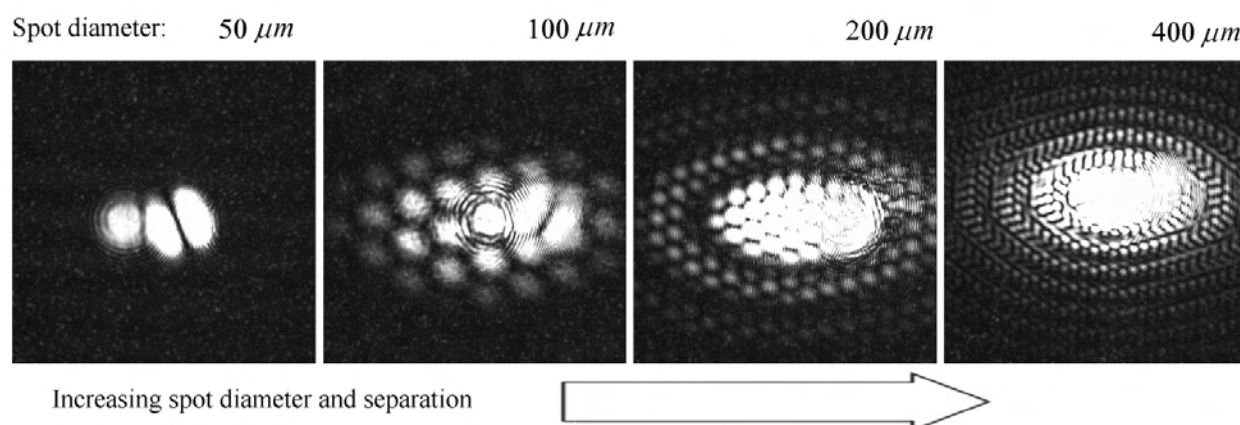 Spot diameter: 50 μm 100 μm 200 μm 400 μm
Increasing spot diameter and separation